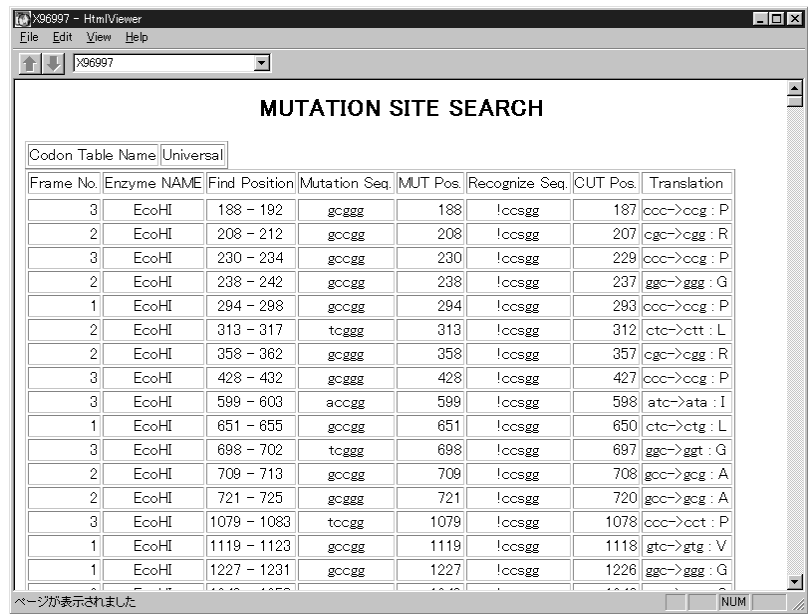 X96997 - HtmlViewer
File Edit View Help
X96997
MUTATION SITE SEARCH
Codon Table Name Universal
Frame No. Enzyme NAME Find Position Mutation Seq. MUT Pos. Recognize Seq. CUT Pos. Translation
3 EcoHI 188 - 192 gcggg 188 !ccsgg 187 ccc->ccg : P
2 EcoHI 208 - 212 gccgg 208 !ccsgg 207 cgc->cgg : R
3 EcoHI 230 - 234 gccgg 230 !ccsgg 229 ccc->ccg : P
2 EcoHI 238 - 242 gccgg 238 !ccsgg 237 ggc->ggg : G
1 EcoHI 294 - 298 gccgg 294 !ccsgg 293 ccc->ccg : P
2 EcoHI 313 - 317 tcggg 313 !ccsgg 312 ctc->ctt : L
2 EcoHI 358 - 362 gccgg 358 !ccsgg 357 cgc->cgg : R
3 EcoHI 428 - 432 gcggg 428 !ccsgg 427 ccc->ccg : P
3 EcoHI 599 - 603 accgg 599 !ccsgg 598 atc->ata : I
1 EcoHI 651 - 655 gccgg 651 !ccsgg 650 ctc->ctg : L
3 EcoHI 698 - 702 tcggg 698 !ccsgg 697 ggc->ggt : G
2 EcoHI 709 - 713 gccgg 709 !ccsgg 708 gcc->gcg : A
2 EcoHI 721 - 725 gcggg 721 !ccsgg 720 gcc->gcg : A
3 EcoHI 1079 - 1083 tccgg 1079 !ccsgg 1078 ccc->cct : P
1 EcoHI 1119 - 1123 gccgg 1119 !ccsgg 1118 gtc->gtg : V
1 EcoHI 1227 - 1231 gccgg 1227 !ccsgg 1226 ggc->ggg : G
ページが表示されました NUM